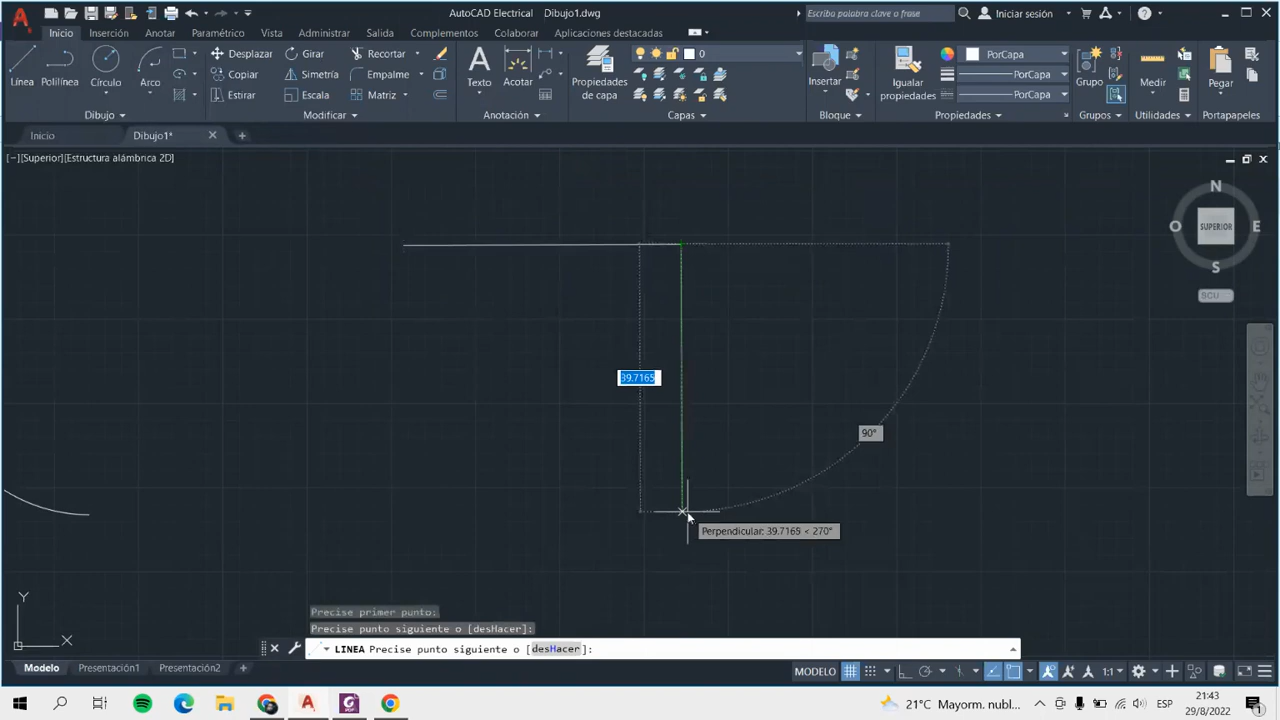 AutoCAD Electrical Dibujo1.dwg
Escriba palabra clave o frase
Iniciar sesión
Inicio Inserción Anotar Paramétrico Vista Administrar Salida Complementos Colaborar Aplicaciones destacadas
Línea Polilínea Círculo Arco
Desplazar Girar Recortar
Copiar Simetría Empalme
Estirar Escala Matriz
Texto Acotar
Propiedades de capa
0
Insertar
Igualar propiedades
PorCapa
PorCapa
PorCapa
Grupo
Medir
Pegar
Dibujo Modificar Anotación Capas Bloque Propiedades Grupos Utilidades Portapapeles
Inicio Dibujo1*
[−][Superior][Estructura alámbrica 2D]
N
O SUPERIOR E
S
SCU
39.7165
90°
Perpendicular: 39.7165 < 270°
Y
X
Precise primer punto:
Precise punto siguiente o [desHacer]:
LINEA Precise punto siguiente o [desHacer]:
Modelo Presentación1 Presentación2
MODELO
1:1
21°C Mayorm. nubl...
ESP
21:43
29/8/2022
1